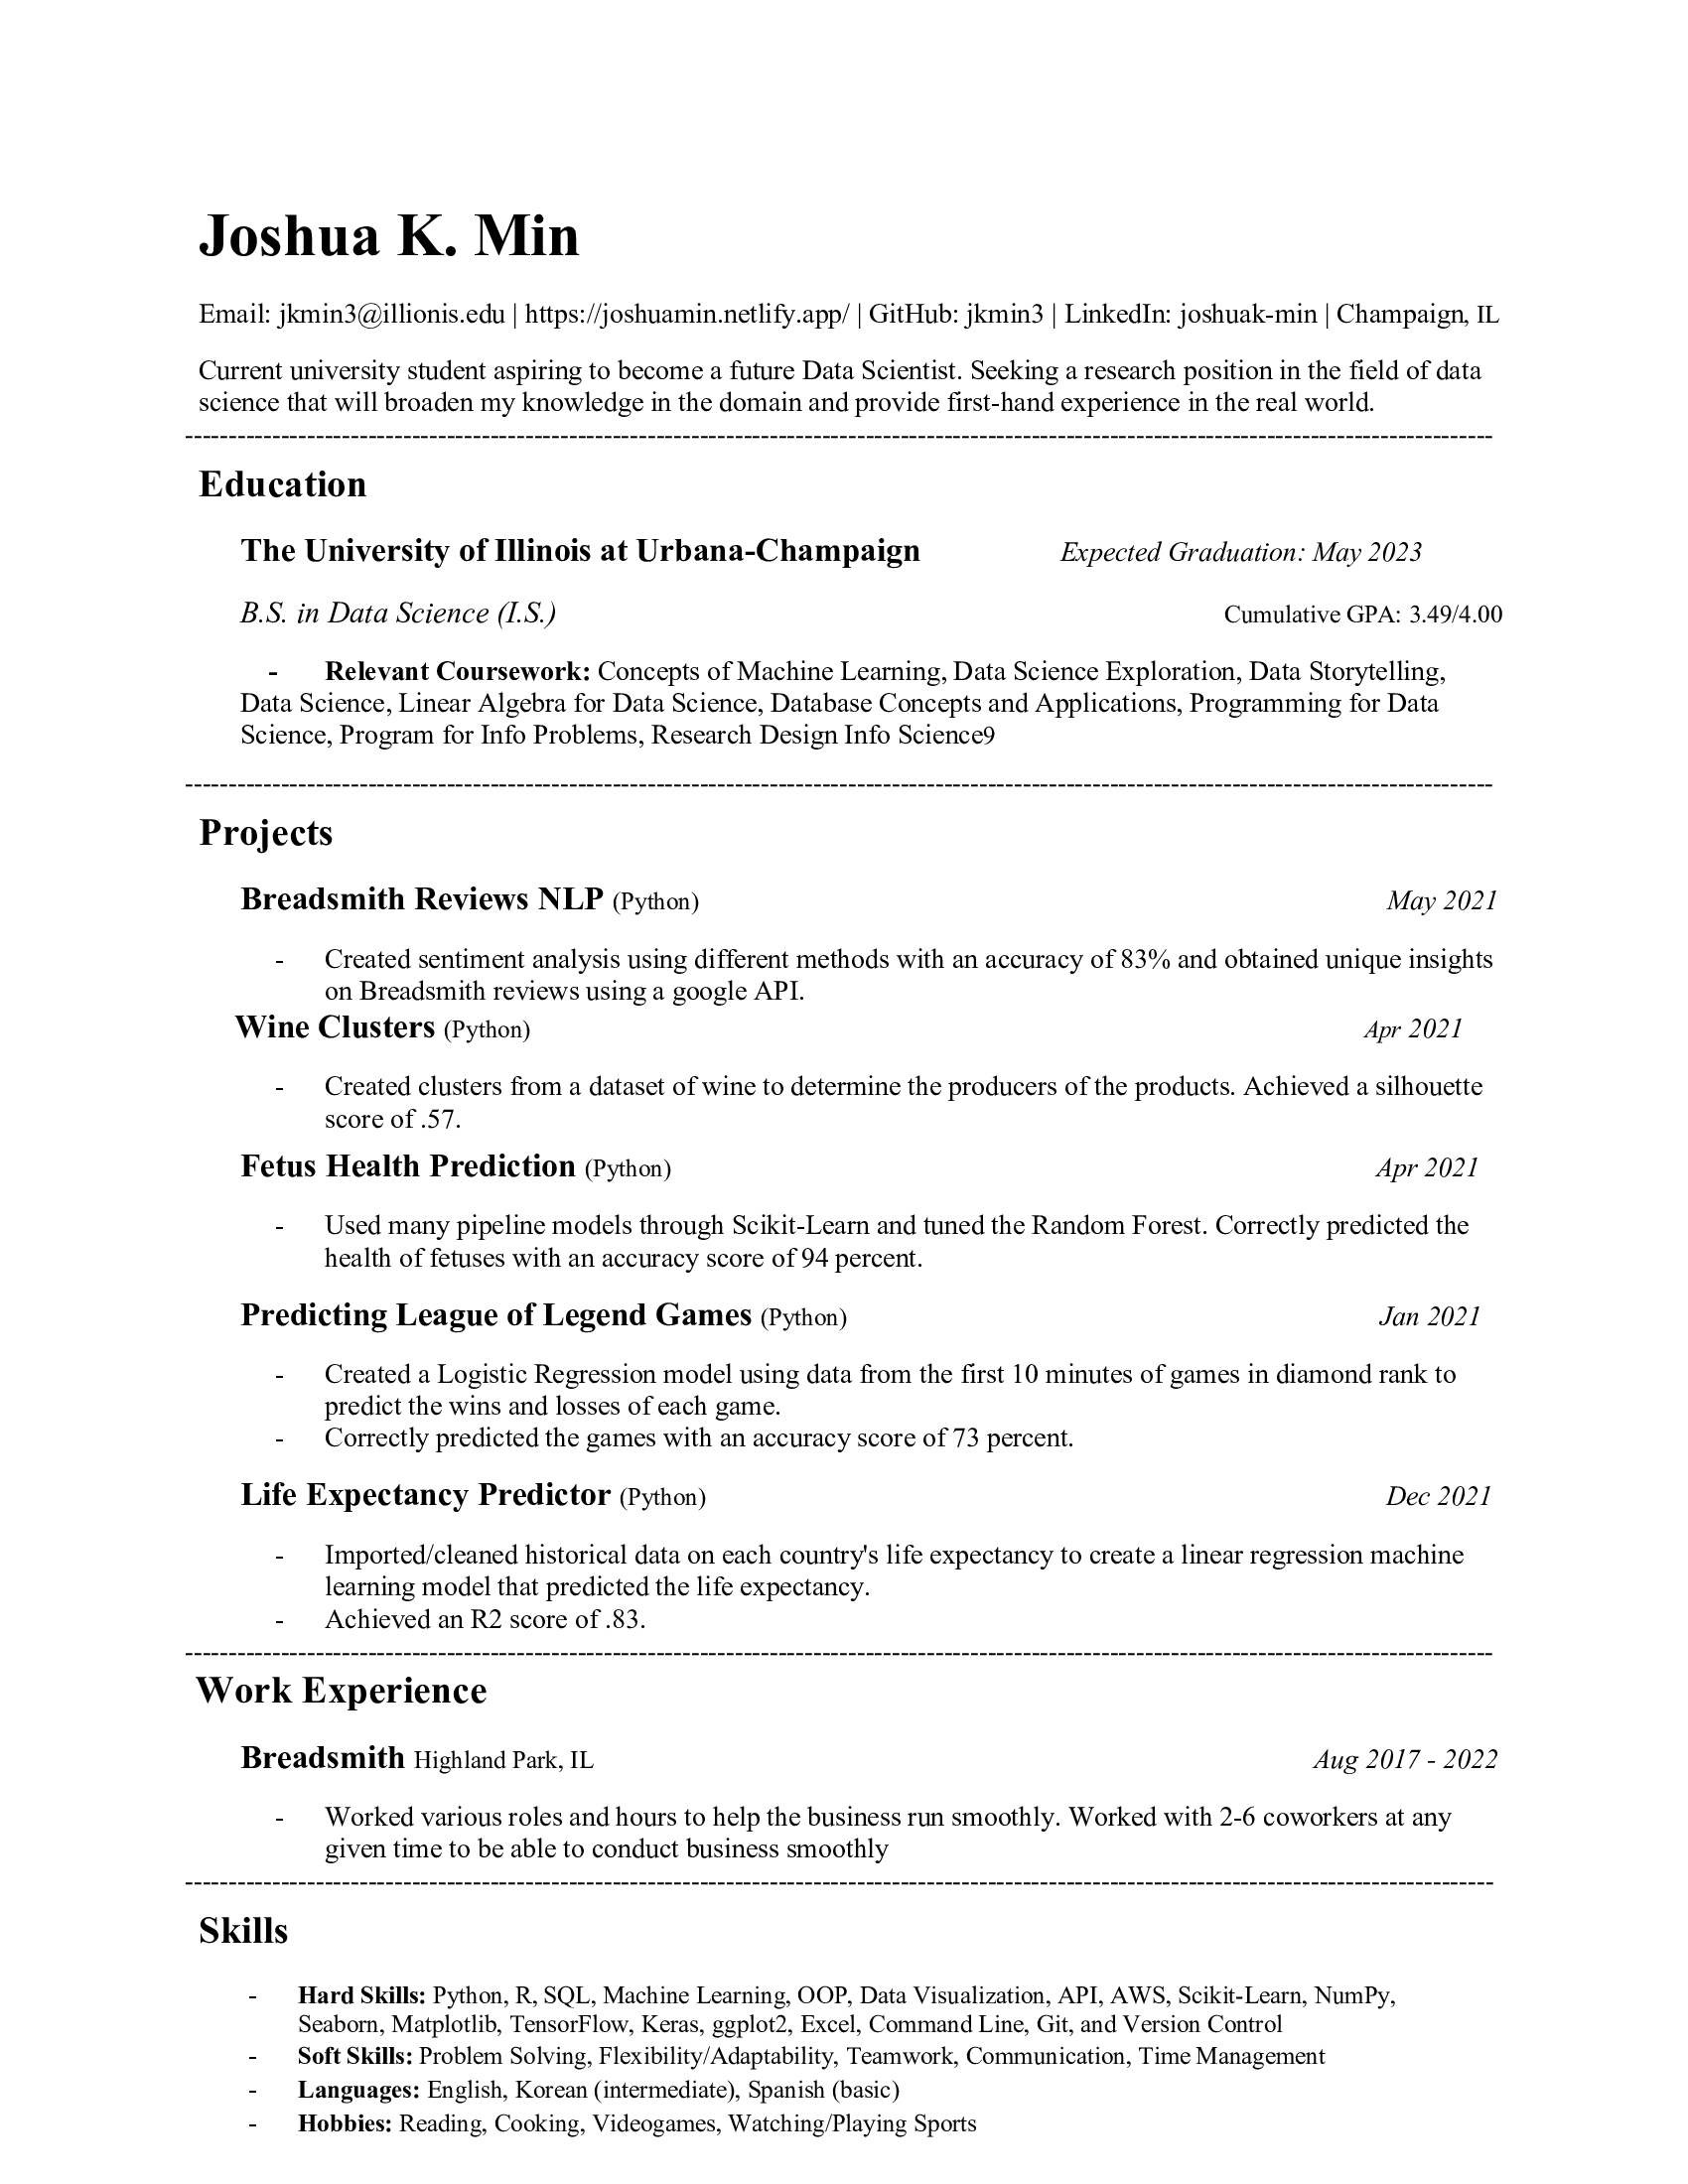 Joshua K. Min
Email: jkmin3@illionis.edu | https://joshuamin.netlify.app/ | GitHub: jkmin3 | LinkedIn: joshuak-min | Champaign, IL
Current university student aspiring to become a future Data Scientist. Seeking a research position in the field of data
science that will broaden my knowledge in the domain and provide first-hand experience in the real world.
Education
The University of Illinois at Urbana-Champaign Expected Graduation: May 2023
B.S. in Data Science (I.S.) Cumulative GPA: 3.49/4.00
- Relevant Coursework: Concepts of Machine Learning, Data Science Exploration, Data Storytelling,
Data Science, Linear Algebra for Data Science, Database Concepts and Applications, Programming for Data
Science, Program for Info Problems, Research Design Info Science9
Projects
Breadsmith Reviews NLP (Python) May 2021
- Created sentiment analysis using different methods with an accuracy of 83% and obtained unique insights
on Breadsmith reviews using a google API.
Wine Clusters (Python) Apr 2021
- Created clusters from a dataset of wine to determine the producers of the products. Achieved a silhouette
score of .57.
Fetus Health Prediction (Python) Apr 2021
- Used many pipeline models through Scikit-Learn and tuned the Random Forest. Correctly predicted the
health of fetuses with an accuracy score of 94 percent.
Predicting League of Legend Games (Python) Jan 2021
- Created a Logistic Regression model using data from the first 10 minutes of games in diamond rank to
predict the wins and losses of each game.
- Correctly predicted the games with an accuracy score of 73 percent.
Life Expectancy Predictor (Python) Dec 2021
- Imported/cleaned historical data on each country's life expectancy to create a linear regression machine
learning model that predicted the life expectancy.
- Achieved an R2 score of .83.
Work Experience
Breadsmith Highland Park, IL Aug 2017 - 2022
- Worked various roles and hours to help the business run smoothly. Worked with 2-6 coworkers at any
given time to be able to conduct business smoothly
Skills
- Hard Skills: Python, R, SQL, Machine Learning, OOP, Data Visualization, API, AWS, Scikit-Learn, NumPy,
Seaborn, Matplotlib, TensorFlow, Keras, ggplot2, Excel, Command Line, Git, and Version Control
- Soft Skills: Problem Solving, Flexibility/Adaptability, Teamwork, Communication, Time Management
- Languages: English, Korean (intermediate), Spanish (basic)
- Hobbies: Reading, Cooking, Videogames, Watching/Playing Sports